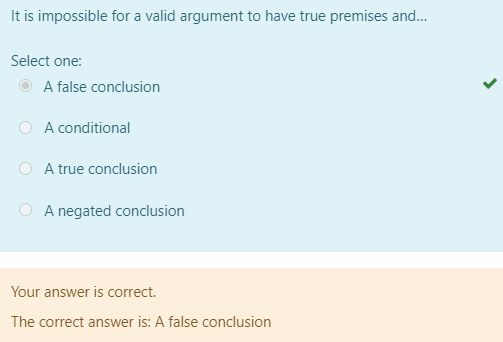 It is impossible for a valid argument to have true premises and...
Select one:
A false conclusion
A conditional
A true conclusion
A negated conclusion
Your answer is correct.
The correct answer is: A false conclusion